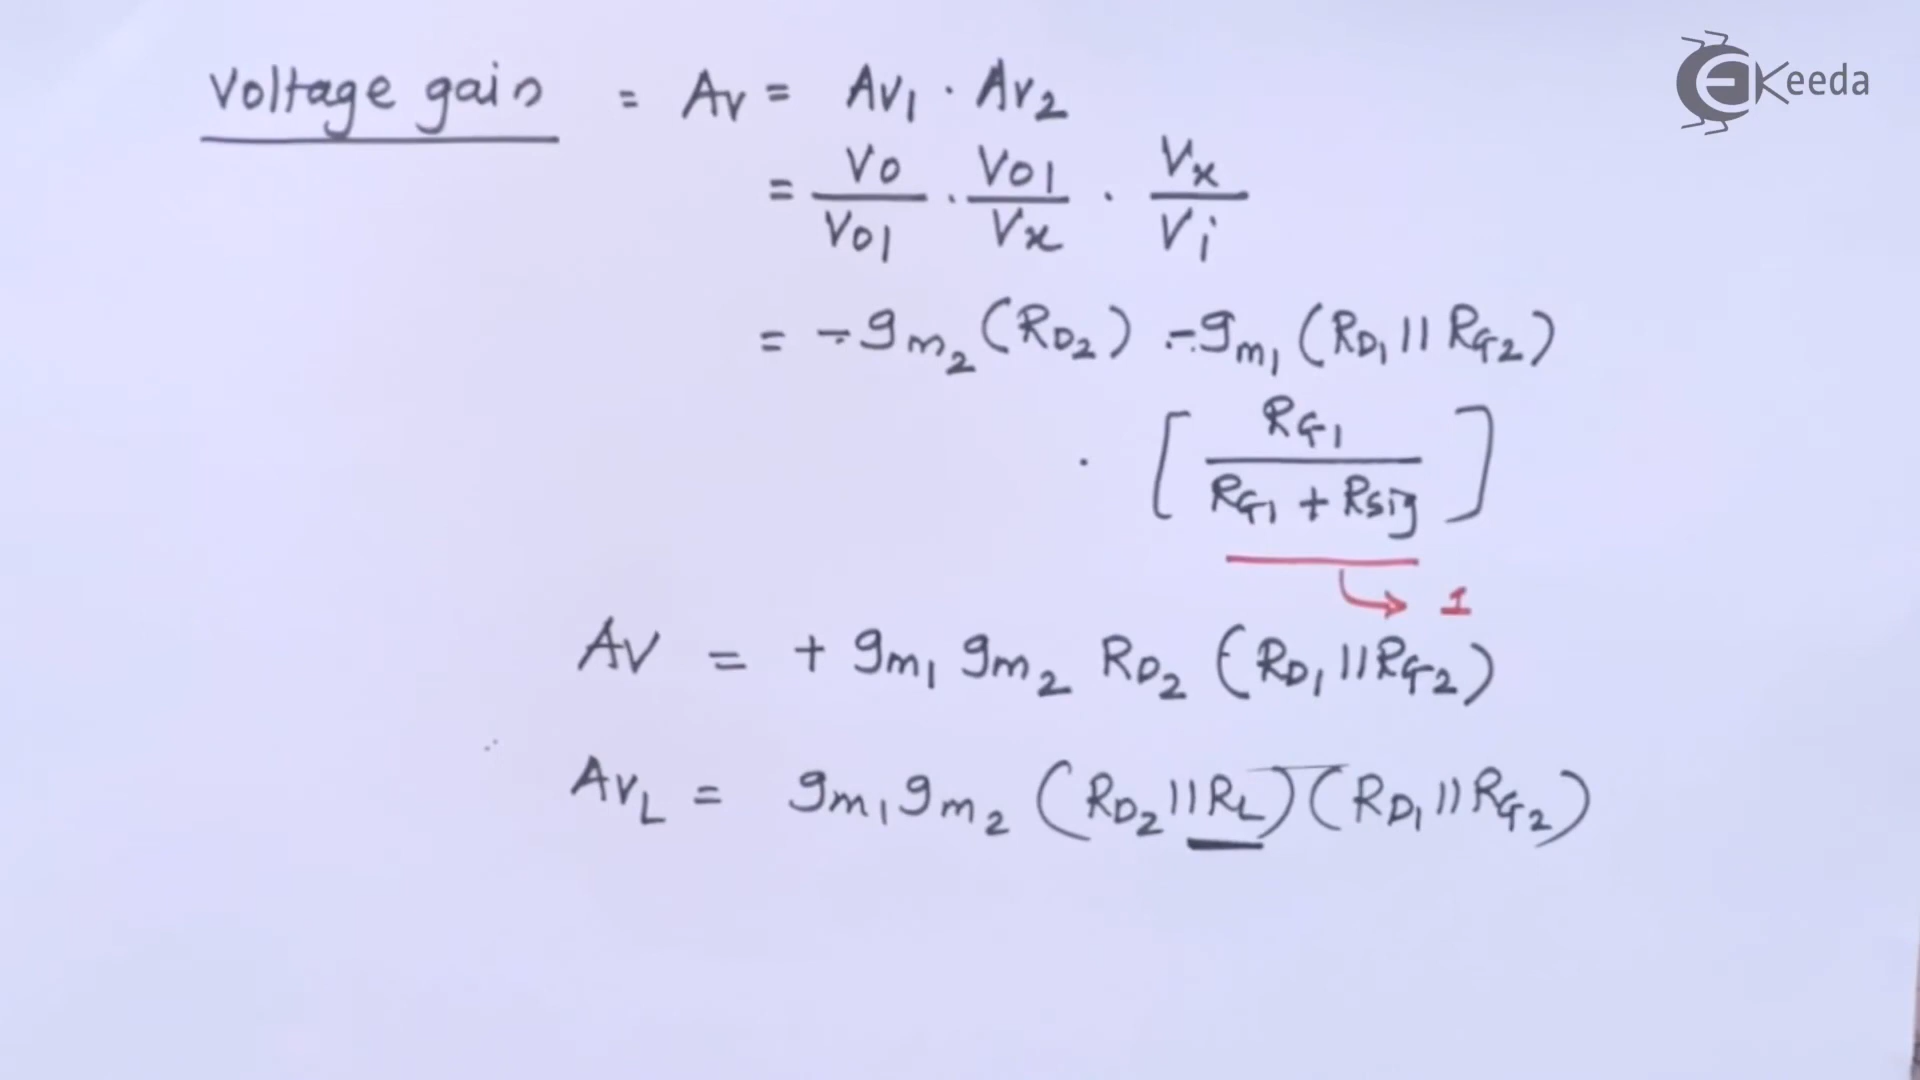 Voltage gain = Av = Av1 · Av2
= Vo/Vo1 · Vo1/Vx · Vx/Vi
= -gm2 (RD2) . -gm1 (RD1 || RG2)
· [ RG1 / RG1 + Rsig ]
→ 1
Av = + gm1 gm2 RD2 (RD1 || RG2)
AvL = gm1 gm2 (RD2 || RL) (RD1 || RG2)
EKeeda